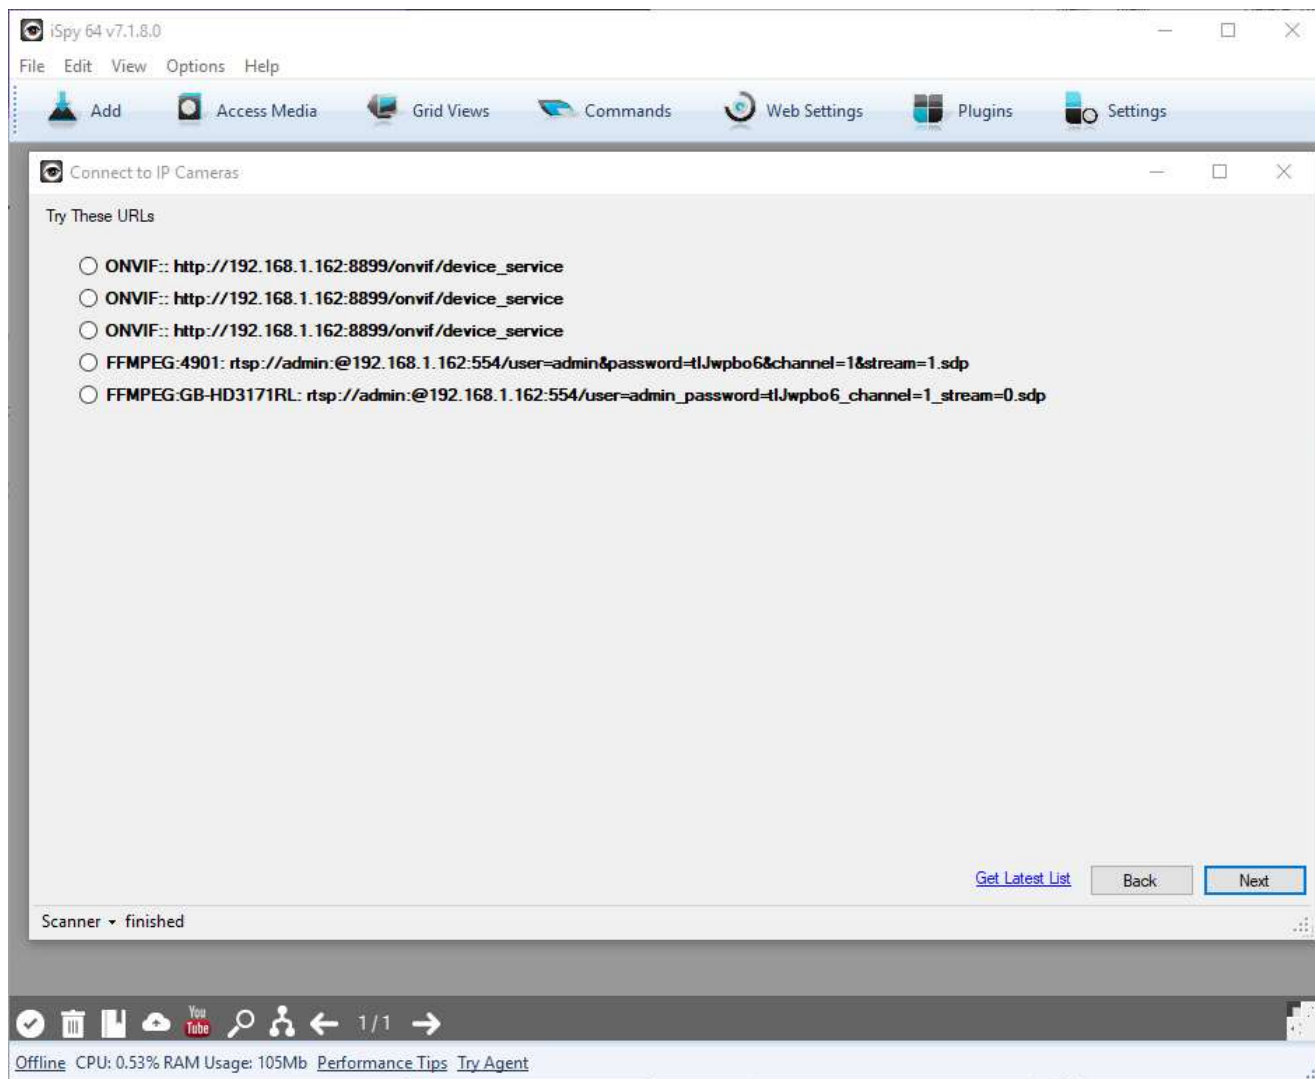 iSpy 64 v7.1.8.0
File Edit View Options Help
Add Access Media Grid Views Commands Web Settings Plugins Settings
Connect to IP Cameras
Try These URLs
ONVIF:: http://192.168.1.162:8899/onvif/device_service
ONVIF:: http://192.168.1.162:8899/onvif/device_service
ONVIF:: http://192.168.1.162:8899/onvif/device_service
FFMPEG:4901: rtsp://admin:@192.168.1.162:554/user=admin&password=tlJwpbo6&channel=1&stream=1.sdp
FFMPEG:GB-HD3171RL: rtsp://admin:@192.168.1.162:554/user=admin_password=tlJwpbo6_channel=1_stream=0.sdp
Get Latest List Back Next
Scanner finished
You
Tube
1/1
Offline CPU: 0.53% RAM Usage: 105Mb Performance Tips Try Agent